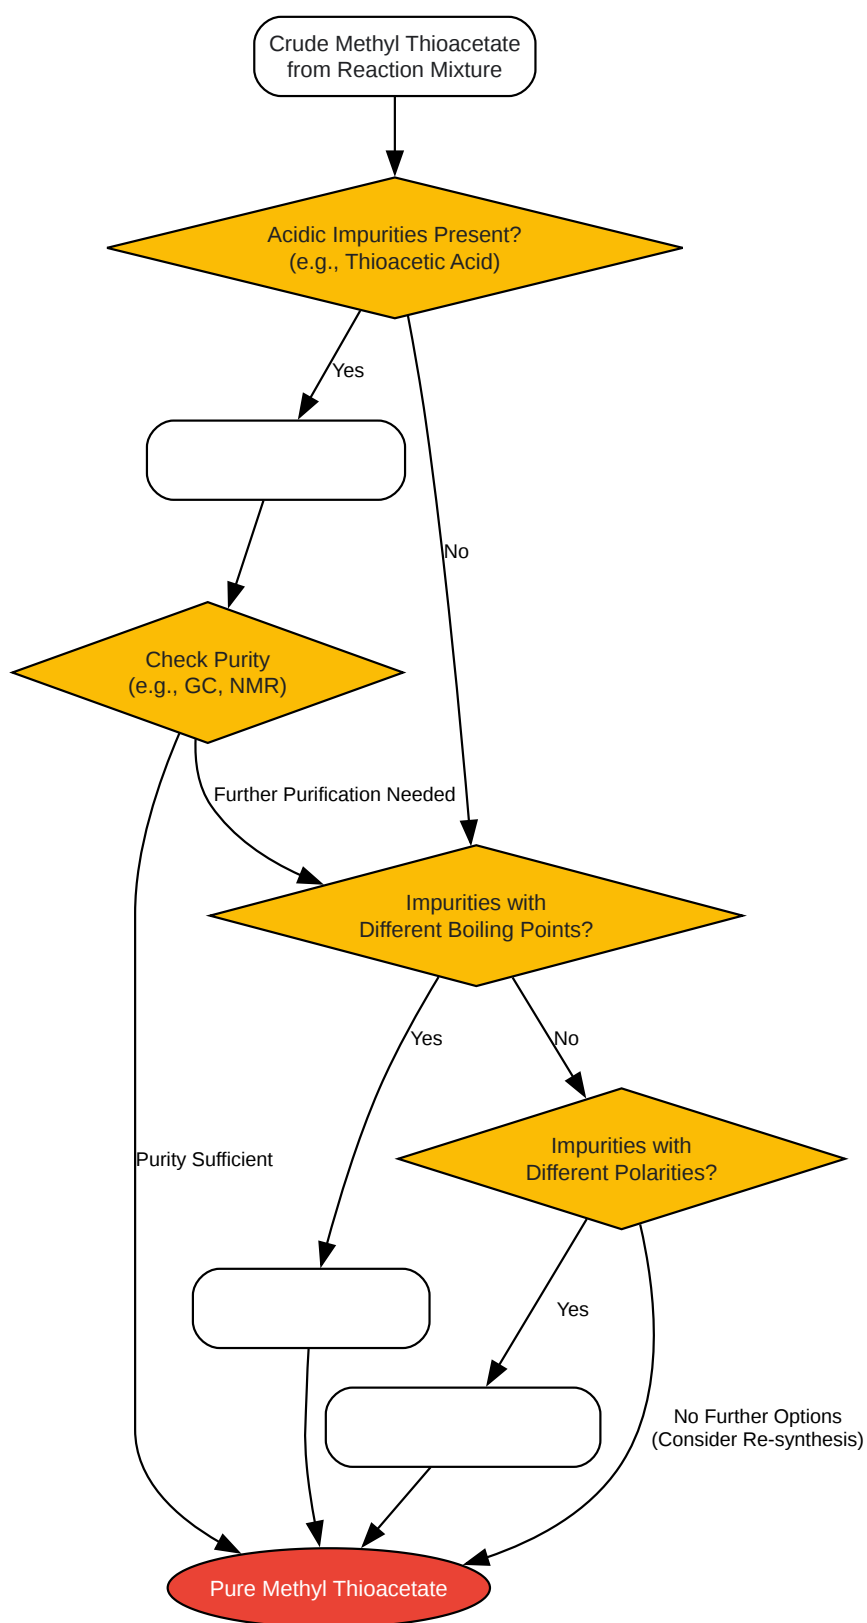 Crude Methyl Thioacetate
from Reaction Mixture
Acidic Impurities Present?
(e.g., Thioacetic Acid)
Yes
No
Check Purity
(e.g., GC, NMR)
Further Purification Needed
Impurities with
Different Boiling Points?
Yes
No
Purity Sufficient
Impurities with
Different Polarities?
Yes
No Further Options
(Consider Re-synthesis)
Pure Methyl Thioacetate